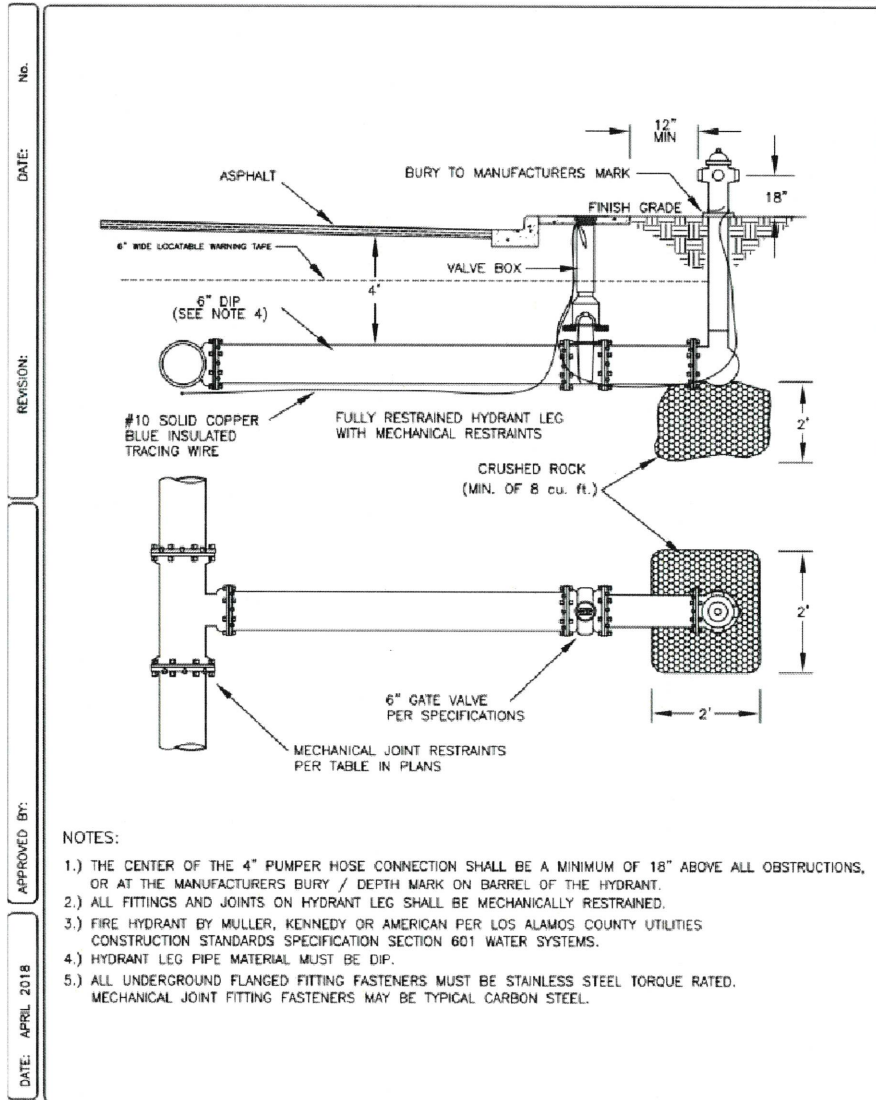 No.
DATE:
REVISION:
APPROVED BY:
DATE: APRIL 2018
12"
MIN
ASPHALT
BURY TO MANUFACTURERS MARK
18"
FINISH GRADE
6" WIDE LOCATABLE WARNING TAPE
VALVE BOX
4'
6" DIP
(SEE NOTE 4)
#10 SOLID COPPER
BLUE INSULATED
TRACING WIRE
FULLY RESTRAINED HYDRANT LEG
WITH MECHANICAL RESTRAINTS
2'
CRUSHED ROCK
(MIN. OF 8 cu. ft.)
2'
6" GATE VALVE
PER SPECIFICATIONS
2'
MECHANICAL JOINT RESTRAINTS
PER TABLE IN PLANS
NOTES:
1.) THE CENTER OF THE 4" PUMPER HOSE CONNECTION SHALL BE A MINIMUM OF 18" ABOVE ALL OBSTRUCTIONS,
OR AT THE MANUFACTURERS BURY / DEPTH MARK ON BARREL OF THE HYDRANT.
2.) ALL FITTINGS AND JOINTS ON HYDRANT LEG SHALL BE MECHANICALLY RESTRAINED.
3.) FIRE HYDRANT BY MULLER, KENNEDY OR AMERICAN PER LOS ALAMOS COUNTY UTILITIES
CONSTRUCTION STANDARDS SPECIFICATION SECTION 601 WATER SYSTEMS.
4.) HYDRANT LEG PIPE MATERIAL MUST BE DIP.
5.) ALL UNDERGROUND FLANGED FITTING FASTENERS MUST BE STAINLESS STEEL TORQUE RATED.
MECHANICAL JOINT FITTING FASTENERS MAY BE TYPICAL CARBON STEEL.